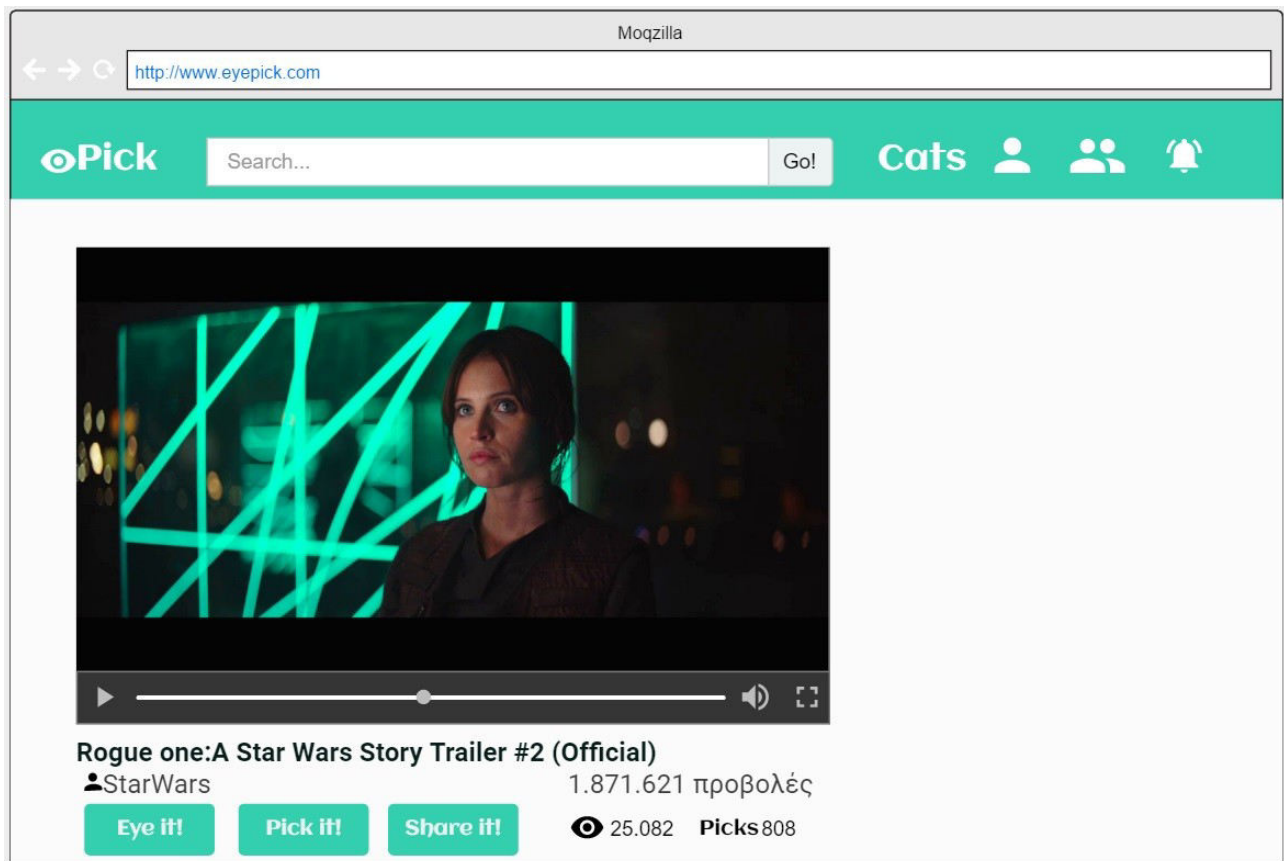 Moqzilla
http://www.eyepick.com
Pick Search... Go! Cats
Rogue one:A Star Wars Story Trailer #2 (Official)
StarWars 1.871.621 προβολές
Eye it! Pick it! Share it! 25.082 Picks 808